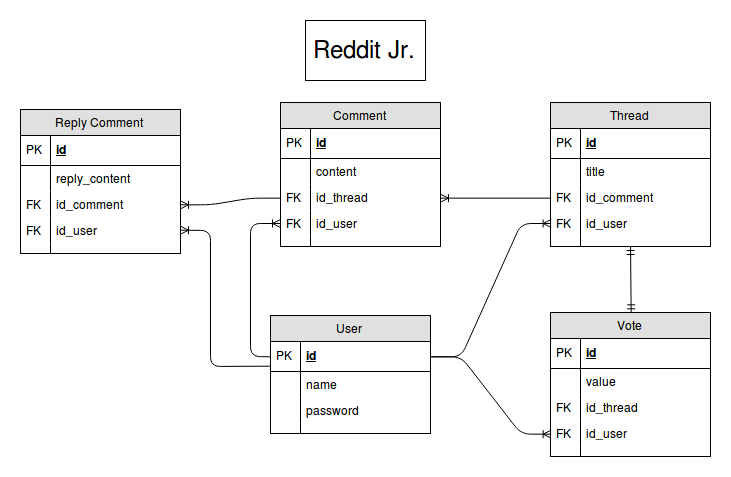 Reddit Jr.
Reply Comment
PK id
reply_content
FK id_comment
FK id_user
Comment
PK id
content
FK id_thread
FK id_user
Thread
PK id
title
FK id_comment
FK id_user
User
PK id
name
password
Vote
PK id
value
FK id_thread
FK id_user